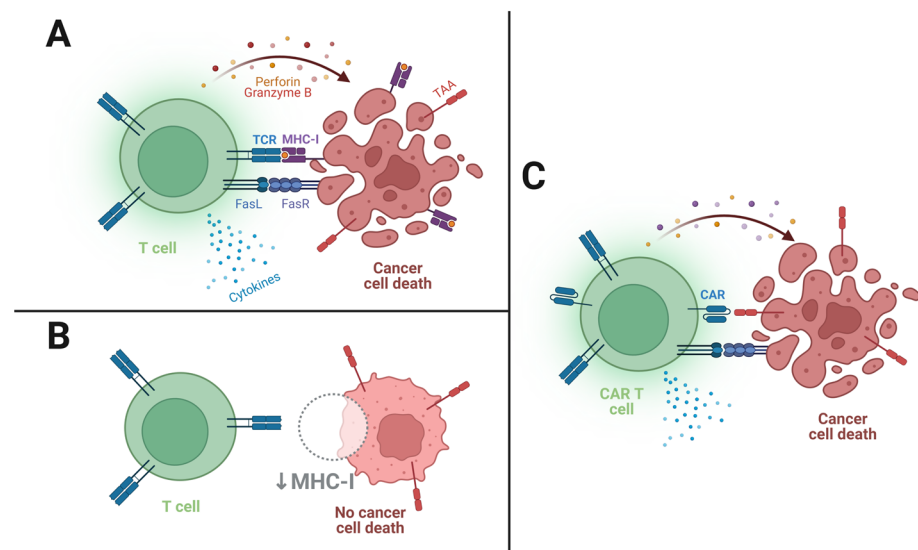 A
Perforin
Granzyme B
TAA
TCR MHC-I
FasL FasR
T cell
Cytokines
Cancer
cell death
B
↓MHC-I
T cell
No cancer
cell death
C
CAR
CAR T
cell
Cancer
cell death